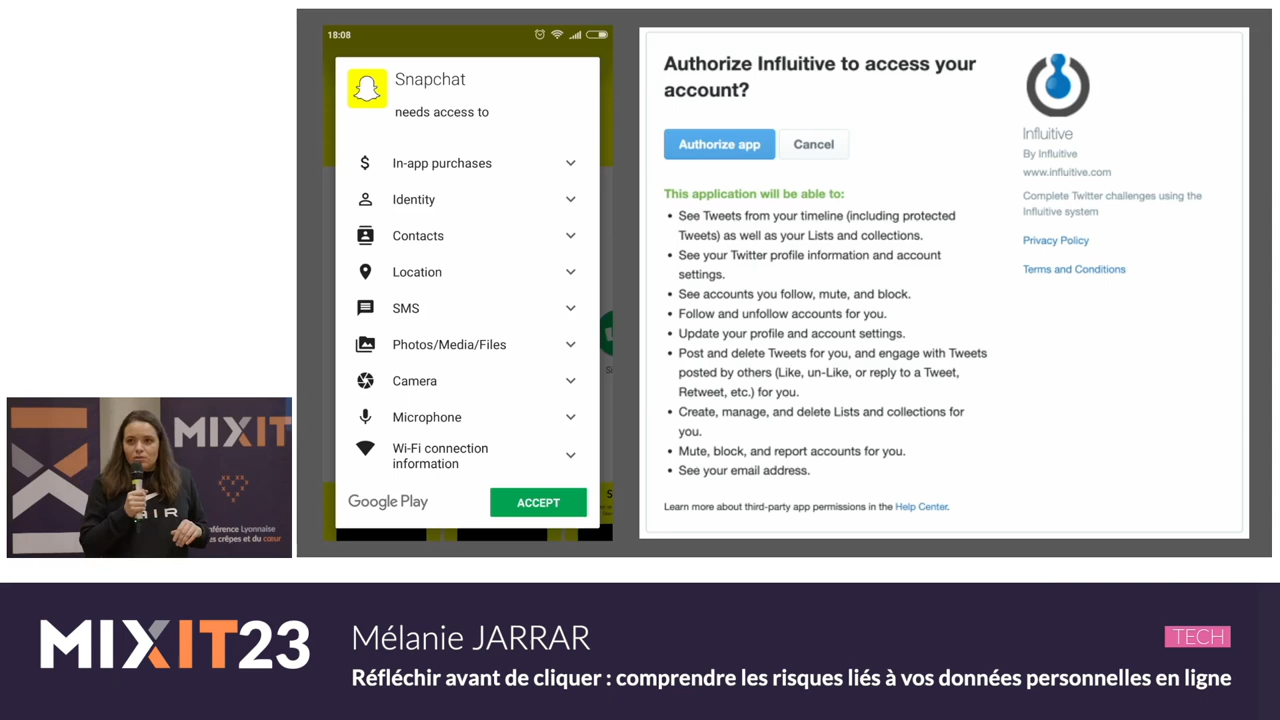 18:08
Snapchat
needs access to
In-app purchases
Identity
Contacts
Location
SMS
Photos/Media/Files
Camera
Microphone
Wi-Fi connection
information
Google Play
ACCEPT
Authorize Influitive to access your
account?
Authorize app
Cancel
This application will be able to:
• See Tweets from your timeline (including protected
Tweets) as well as your Lists and collections.
• See your Twitter profile information and account
settings.
• See accounts you follow, mute, and block.
• Follow and unfollow accounts for you.
• Update your profile and account settings.
• Post and delete Tweets for you, and engage with Tweets
posted by others (Like, un-Like, or reply to a Tweet,
Retweet, etc.) for you.
• Create, manage, and delete Lists and collections for
you.
• Mute, block, and report accounts for you.
• See your email address.
Learn more about third-party app permissions in the Help Center.
Influitive
By Influitive
www.influitive.com
Complete Twitter challenges using the
Influitive system
Privacy Policy
Terms and Conditions
MIXIT
AIR
nférence Lyonnaise
es crêpes et du cœur
MIXIT23
Mélanie JARRAR
TECH
Réfléchir avant de cliquer : comprendre les risques liés à vos données personnelles en ligne